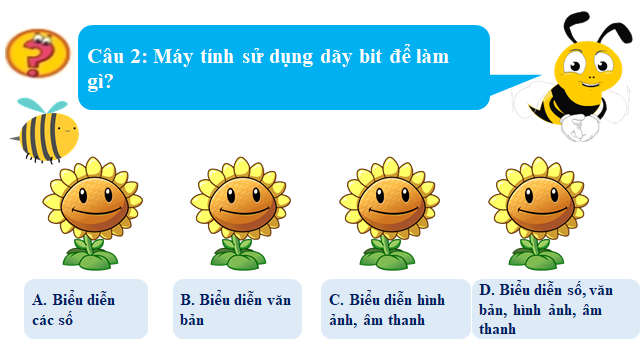 Câu 2: Máy tính sử dụng dãy bit để làm
gì?
A. Biểu diễn
các số
B. Biểu diễn văn
bản
C. Biểu diễn hình
ảnh, âm thanh
D. Biểu diễn số, văn
bản, hình ảnh, âm
thanh